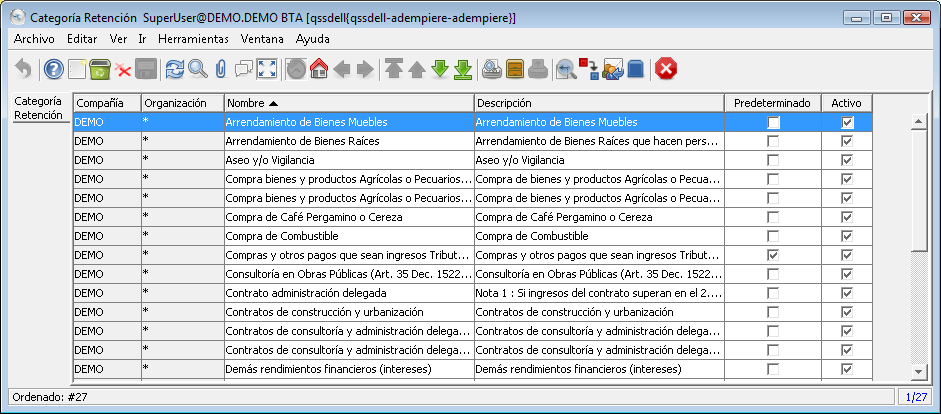 Categoría Retención SuperUser@DEMO.DEMO BTA [qssdell{qssdell-adempiere-adempiere}]
Archivo Editar Ver Ir Herramientas Ventana Ayuda
Categoría
Retención
Compañía Organización Nombre Descripción Predeterminado Activo
DEMO * Arrendamiento de Bienes Muebles Arrendamiento de Bienes Muebles
DEMO * Arrendamiento de Bienes Raíces Arrendamiento de Bienes Raíces que hacen pers...
DEMO * Aseo y/o Vigilancia Aseo y/o Vigilancia
DEMO * Compra bienes y productos Agrícolas o Pecuarios... Compra de bienes y productos Agrícolas o Pecua...
DEMO * Compra bienes y productos Agrícolas o Pecuarios... Compra de bienes y productos Agrícolas o Pecua...
DEMO * Compra de Café Pergamino o Cereza Compra de Café Pergamino o Cereza
DEMO * Compra de Combustible Compra de Combustible
DEMO * Compras y otros pagos que sean ingresos Tribut... Compras y otros pagos que sean ingresos Tribut...
DEMO * Consultoría en Obras Públicas (Art. 35 Dec. 1522... Consultoría en Obras Públicas (Art. 35 Dec. 1522...
DEMO * Contrato administración delegada Nota 1 : Si ingresos del contrato superan en el 2....
DEMO * Contratos de construcción y urbanización Contratos de construcción y urbanización
DEMO * Contratos de consultoría y administración delega... Contratos de consultoría y administración delega...
DEMO * Contratos de consultoría y administración delega... Contratos de consultoría y administración delega...
DEMO * Demás rendimientos financieros (intereses) Demás rendimientos financieros (intereses)
Ordenado: #27 1/27